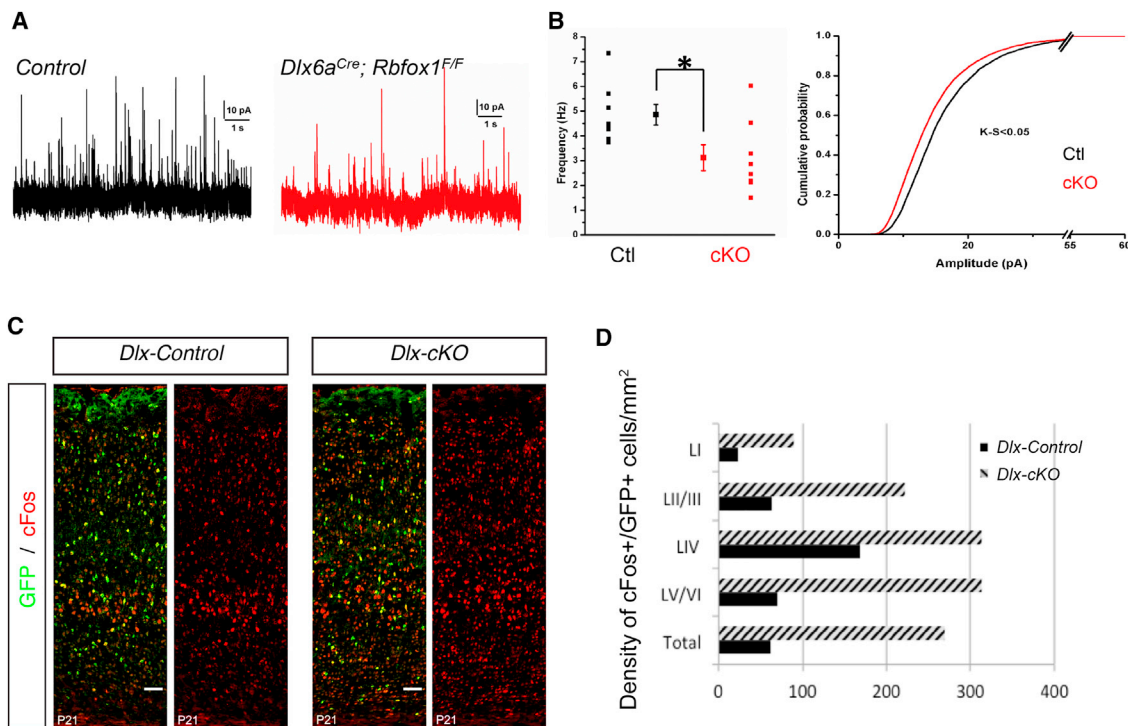 A
Control
10 pA
1 s
Dlx6aCre; Rbfox1F/F
10 pA
1 s
B
Frequency (Hz)
8
7
6
5
4
3
2
1
0
*
Ctl
cKO
Cumulative probability
1.0
0.8
0.6
0.4
0.2
0.0
K-S<0.05
Ctl
cKO
0 20 55 60
Amplitude (pA)
C
Dlx-Control
Dlx-cKO
GFP / cFos
P21
P21
D
Density of cFos+/GFP+ cells/mm2
LI
LII/III
LIV
LV/VI
Total
0 100 200 300 400
Dlx-Control
Dlx-cKO